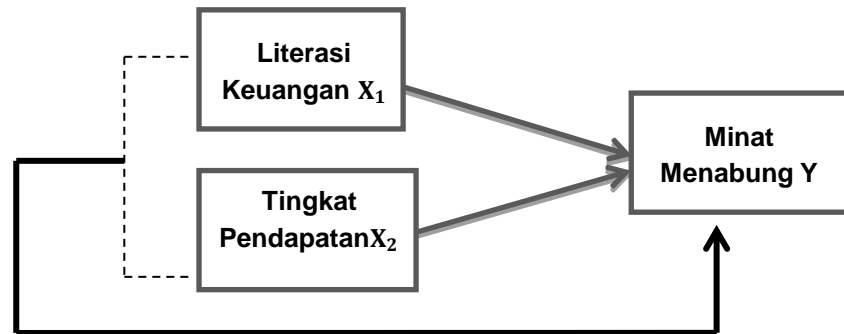 Literasi
Keuangan X₁
Tingkat
PendapatanX₂
Minat
Menabung Y